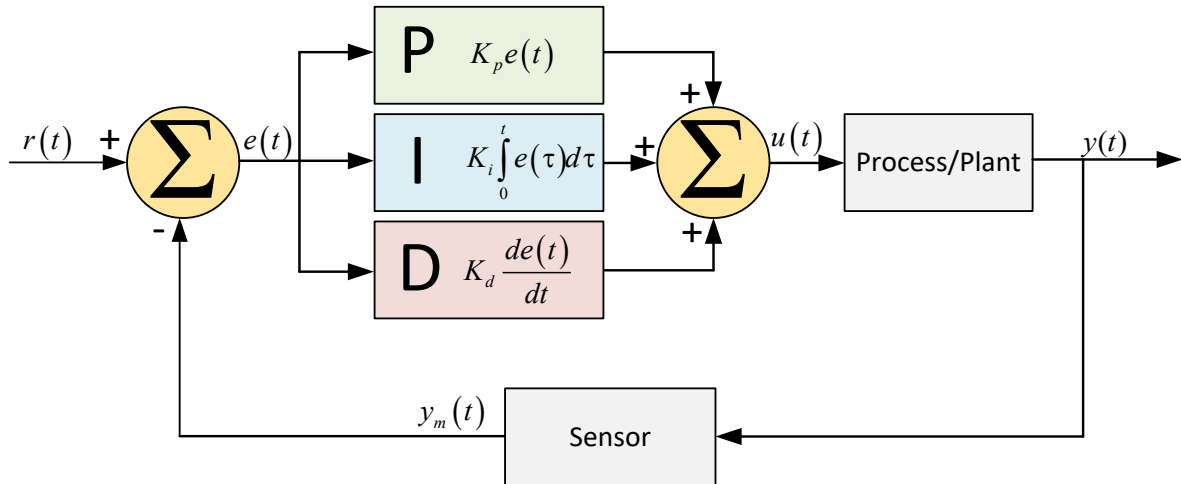 P K_p e(t)
r(t) + Σ e(t)
-
I K_i ∫_0^t e(τ)dτ
D K_d de(t)/dt
+
+ Σ u(t)
+
Process/Plant
y(t)
y_m(t)
Sensor